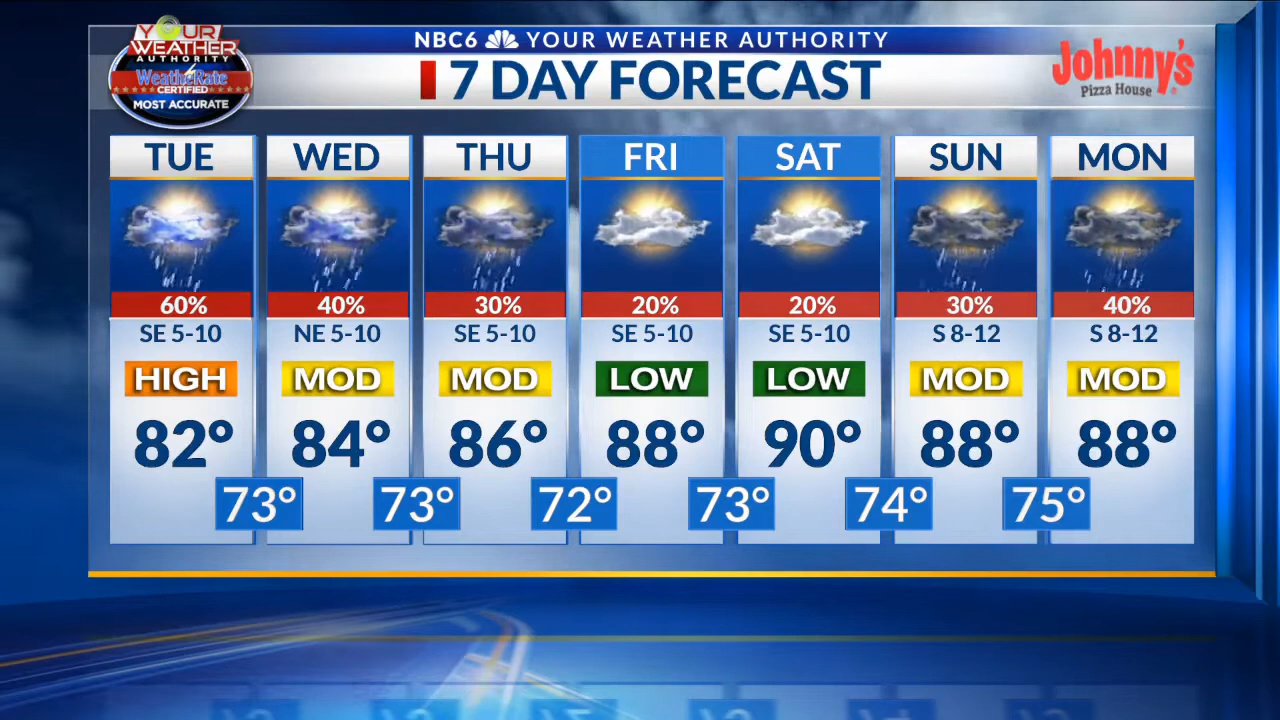 YOUR
WEATHER
AUTHORITY
WeatheRate
CERTIFIED
MOST ACCURATE
NBC6 YOUR WEATHER AUTHORITY
7 DAY FORECAST
Johnny's
Pizza House
TUE WED THU FRI SAT SUN MON
60% 40% 30% 20% 20% 30% 40%
SE 5-10 NE 5-10 SE 5-10 SE 5-10 SE 5-10 S 8-12 S 8-12
HIGH MOD MOD LOW LOW MOD MOD
82° 84° 86° 88° 90° 88° 88°
73° 73° 72° 73° 74° 75°